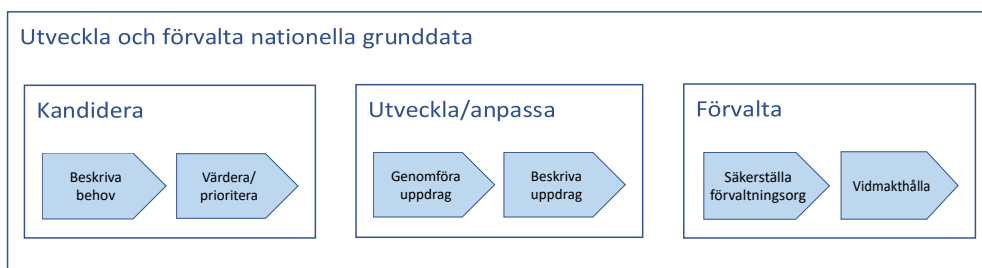 Utveckla och förvalta nationella grunddata
Kandidera
Beskriva
behov
Värdera/
prioritera
Utveckla/anpassa
Genomföra
uppdrag
Beskriva
uppdrag
Förvalta
Säkerställa
förvaltningsorg
Vidmakthålla